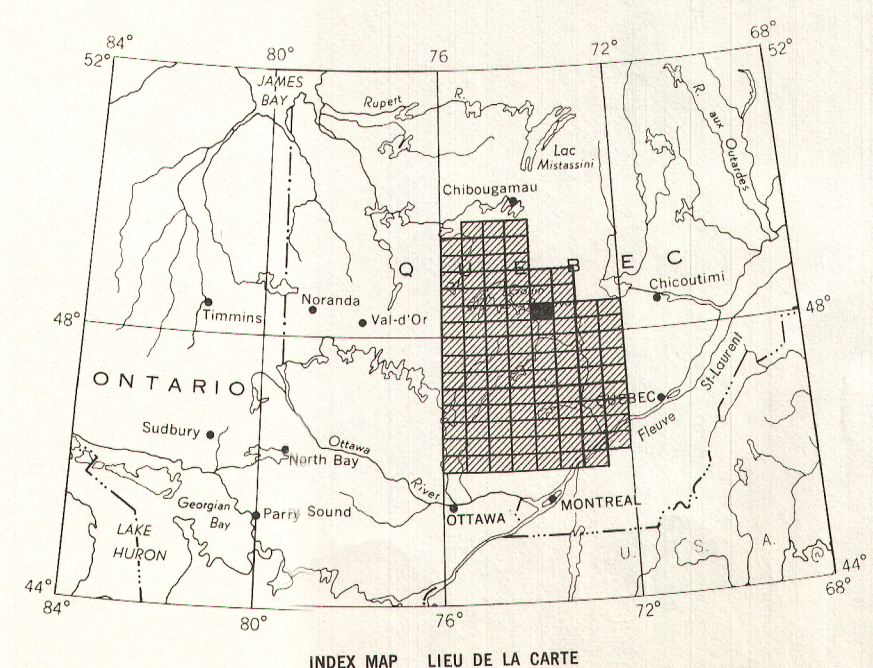 84°
80°
76
72°
68°
52°
52°
JAMES
BAY
Rupert R.
R. aux Outardes
Lac
Mistassini
Chibougamau
Q U E B E C
Gouin
Chicoutimi
Noranda
Timmins
Val-d'Or
48°
48°
ONTARIO
QUEBEC
St-Laurent
Fleuve
Sudbury
Ottawa
North Bay
River
Georgian
Bay
Parry Sound
OTTAWA
MONTREAL
LAKE
HURON
U. S. A.
44°
44°
84°
80°
76°
72°
68°
INDEX MAP LIEU DE LA CARTE